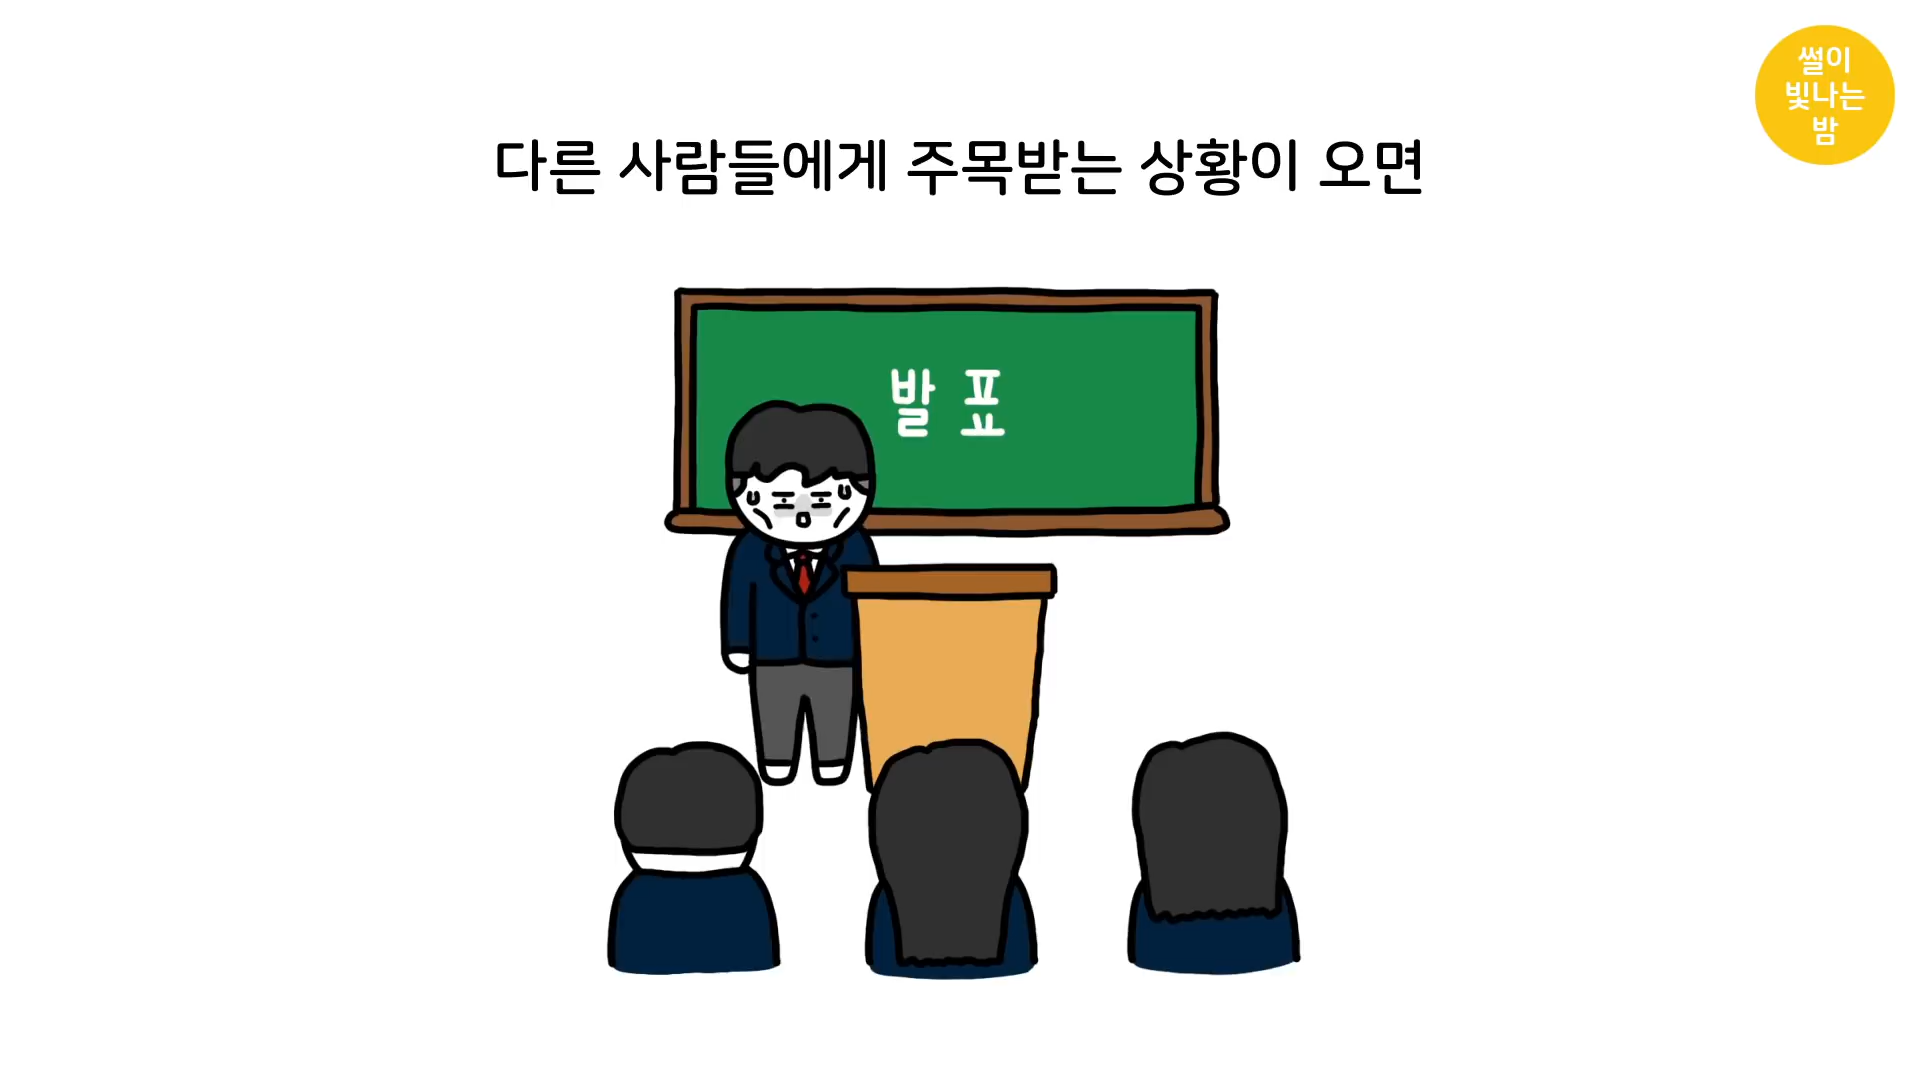 다른 사람들에게 주목받는 상황이 오면
썰이
빛나는
밤
발 표